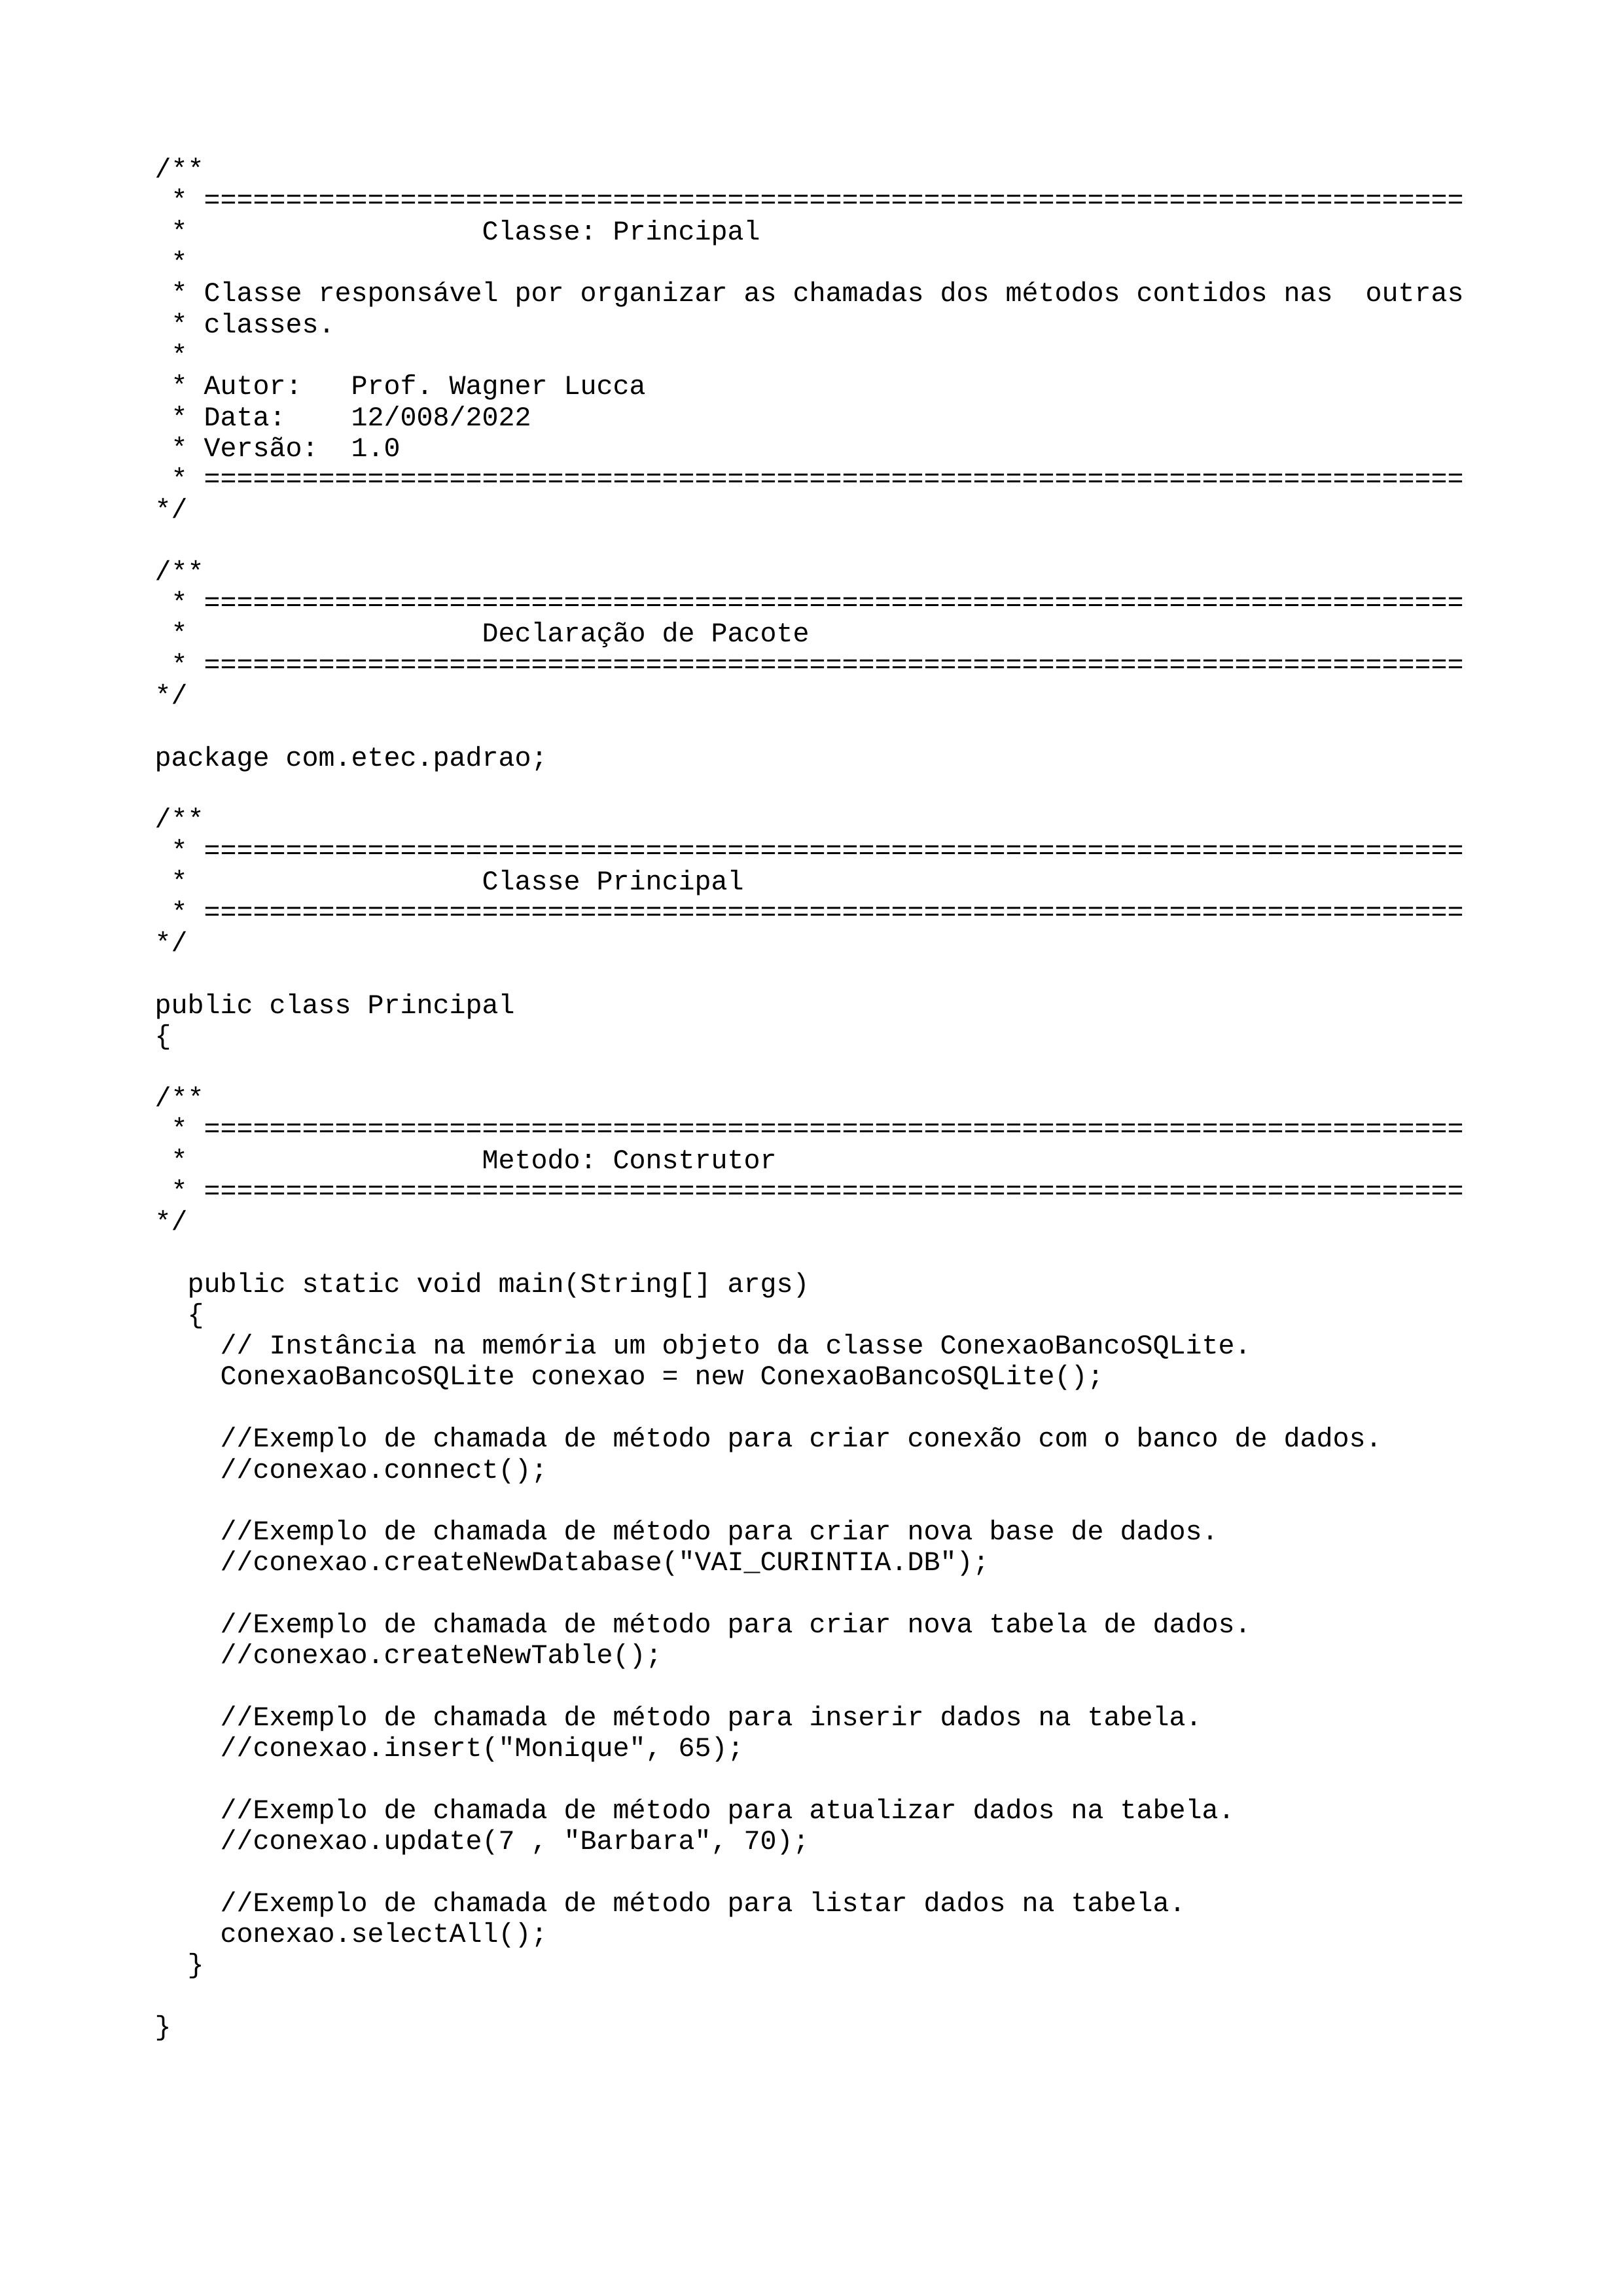 /**
 * =============================================================================
 *                  Classe: Principal
 *
 * Classe responsável por organizar as chamadas dos métodos contidos nas  outras
 * classes.
 *
 * Autor:   Prof. Wagner Lucca
 * Data:    12/008/2022
 * Versão:  1.0
 * =============================================================================
*/

/**
 * =============================================================================
 *                  Declaração de Pacote
 * =============================================================================
*/

package com.etec.padrao;

/**
 * =============================================================================
 *                  Classe Principal
 * =============================================================================
*/

public class Principal
{

/**
 * =============================================================================
 *                  Metodo: Construtor
 * =============================================================================
*/

  public static void main(String[] args)
  {
    // Instância na memória um objeto da classe ConexaoBancoSQLite.
    ConexaoBancoSQLite conexao = new ConexaoBancoSQLite();

    //Exemplo de chamada de método para criar conexão com o banco de dados.
    //conexao.connect();

    //Exemplo de chamada de método para criar nova base de dados.
    //conexao.createNewDatabase("VAI_CURINTIA.DB");

    //Exemplo de chamada de método para criar nova tabela de dados.
    //conexao.createNewTable();

    //Exemplo de chamada de método para inserir dados na tabela.
    //conexao.insert("Monique", 65);

    //Exemplo de chamada de método para atualizar dados na tabela.
    //conexao.update(7 , "Barbara", 70);

    //Exemplo de chamada de método para listar dados na tabela.
    conexao.selectAll();
  }

}